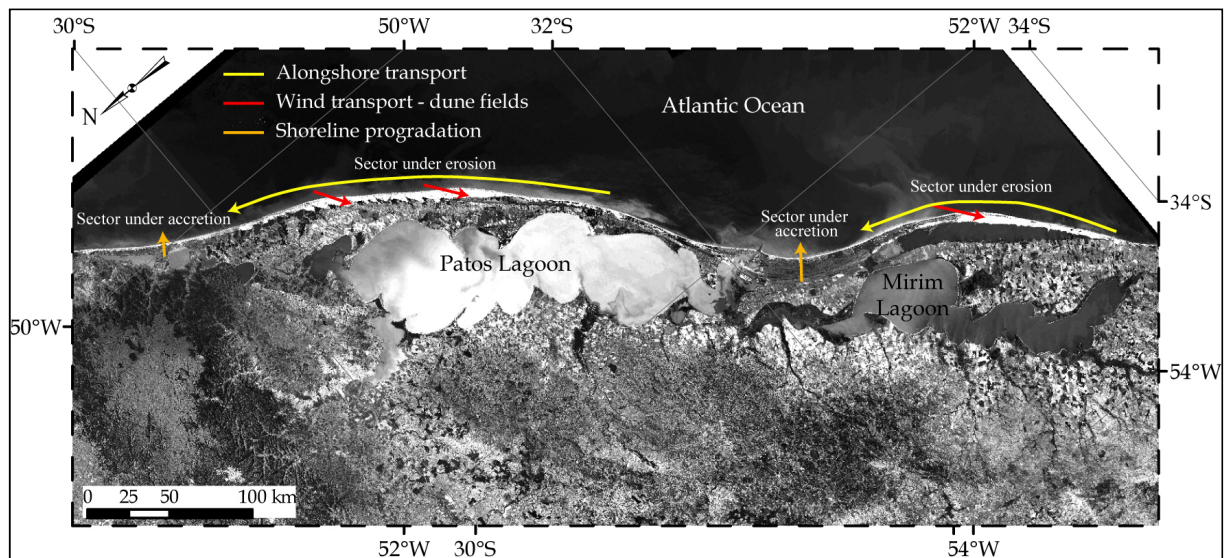 30°S 50°W 32°S 52°W 34°S
N
Alongshore transport
Wind transport - dune fields
Shoreline progradation
Atlantic Ocean
Sector under erosion
Sector under erosion
34°S
Sector under accretion
Sector under
accretion
Patos Lagoon
Mirim
Lagoon
50°W
54°W
0 25 50 100 km
52°W 30°S 54°W